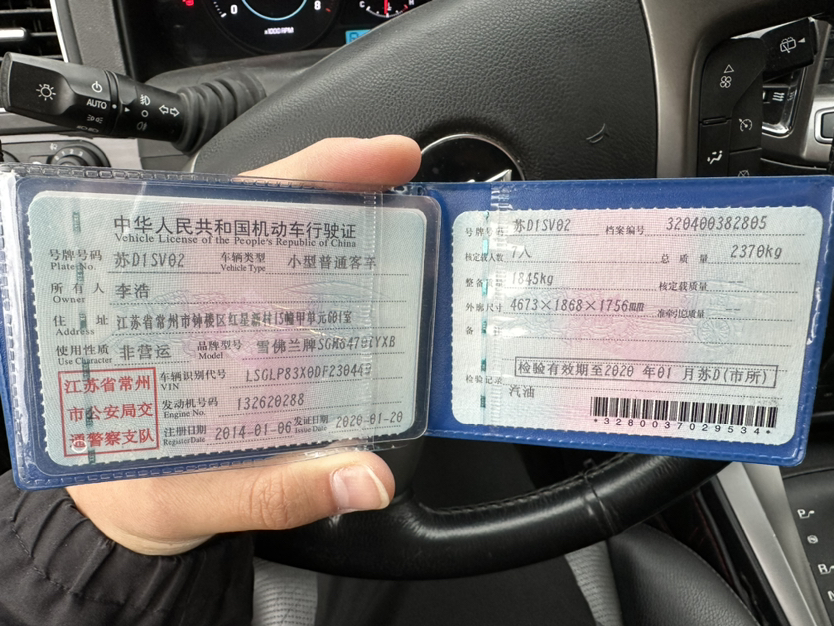 0
8
x1000 RPM
AUTO
中华人民共和国机动车行驶证
Vehicle License of the People's Republic of China
号牌号码 苏D1SV02 车辆类型 小型普通客车
Plate No. Vehicle Type
所有人 李浩
Owner
住址 江苏省常州市钟楼区红星新村15幢甲单元601室
Address
使用性质 非营运 品牌型号 雪佛兰牌
Use Character Model
江苏省常州
市公安局交
通警察支队
车辆识别代号
VIN
发动机号码 132620288
Engine No.
注册日期 2014-01-06 发证日期 2020-01-20
Register Date Issue Date
号牌号码 苏D1SV02 档案编号 320400382805
核定载人数 人 总质量 2370kg
整备质量 1845kg 核定载质量 --
外廓尺寸 4673×1868×1756mm 准牵引总质量 --
备注
检验记录 检验有效期至2020 年01 月苏D(市所)
汽油
*3280037029534*